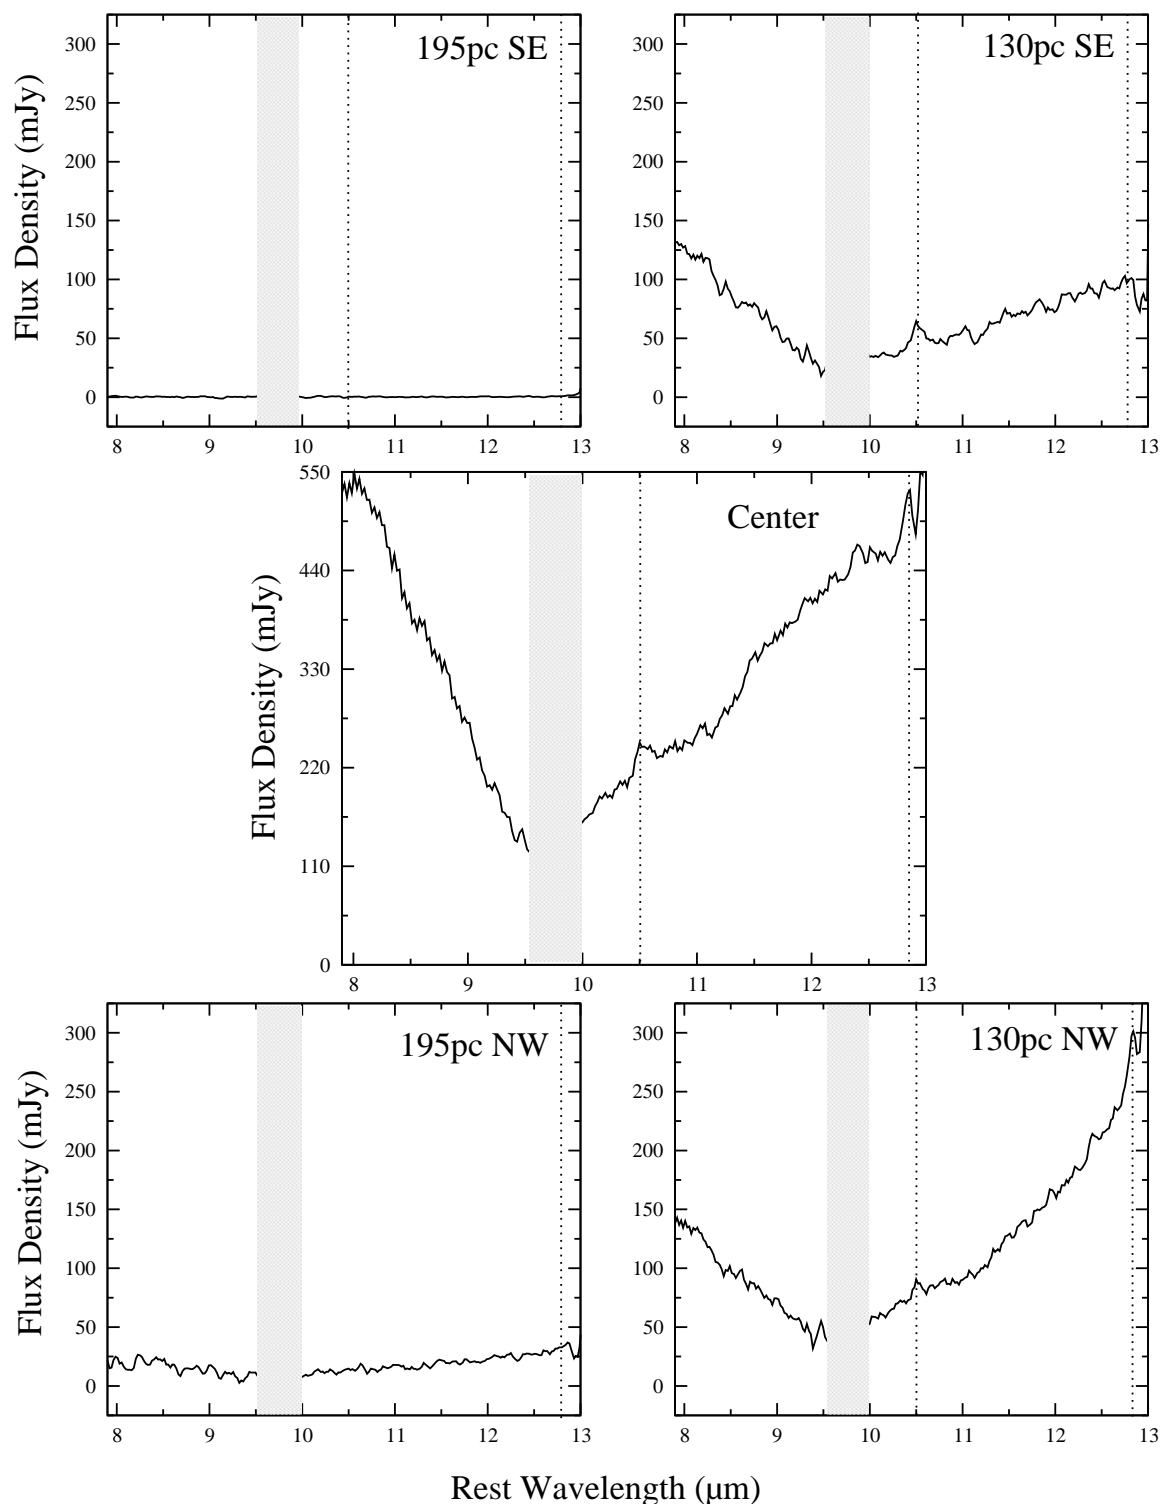 195pc SE
300
250
200
150
100
50
0
Flux Density (mJy)
8 9 10 11 12 13
130pc SE
300
250
200
150
100
50
0
8 9 10 11 12 13
Center
550
440
330
220
110
0
Flux Density (mJy)
8 9 10 11 12 13
195pc NW
300
250
200
150
100
50
0
Flux Density (mJy)
8 9 10 11 12 13
130pc NW
300
250
200
150
100
50
0
8 9 10 11 12 13
Rest Wavelength (μm)